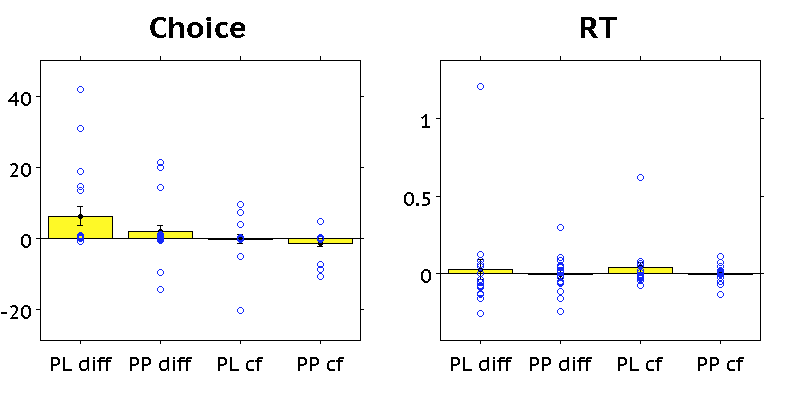 Choice
40
20
0
-20
PL diff PP diff PL cf PP cf
RT
1
0.5
0
PL diff PP diff PL cf PP cf